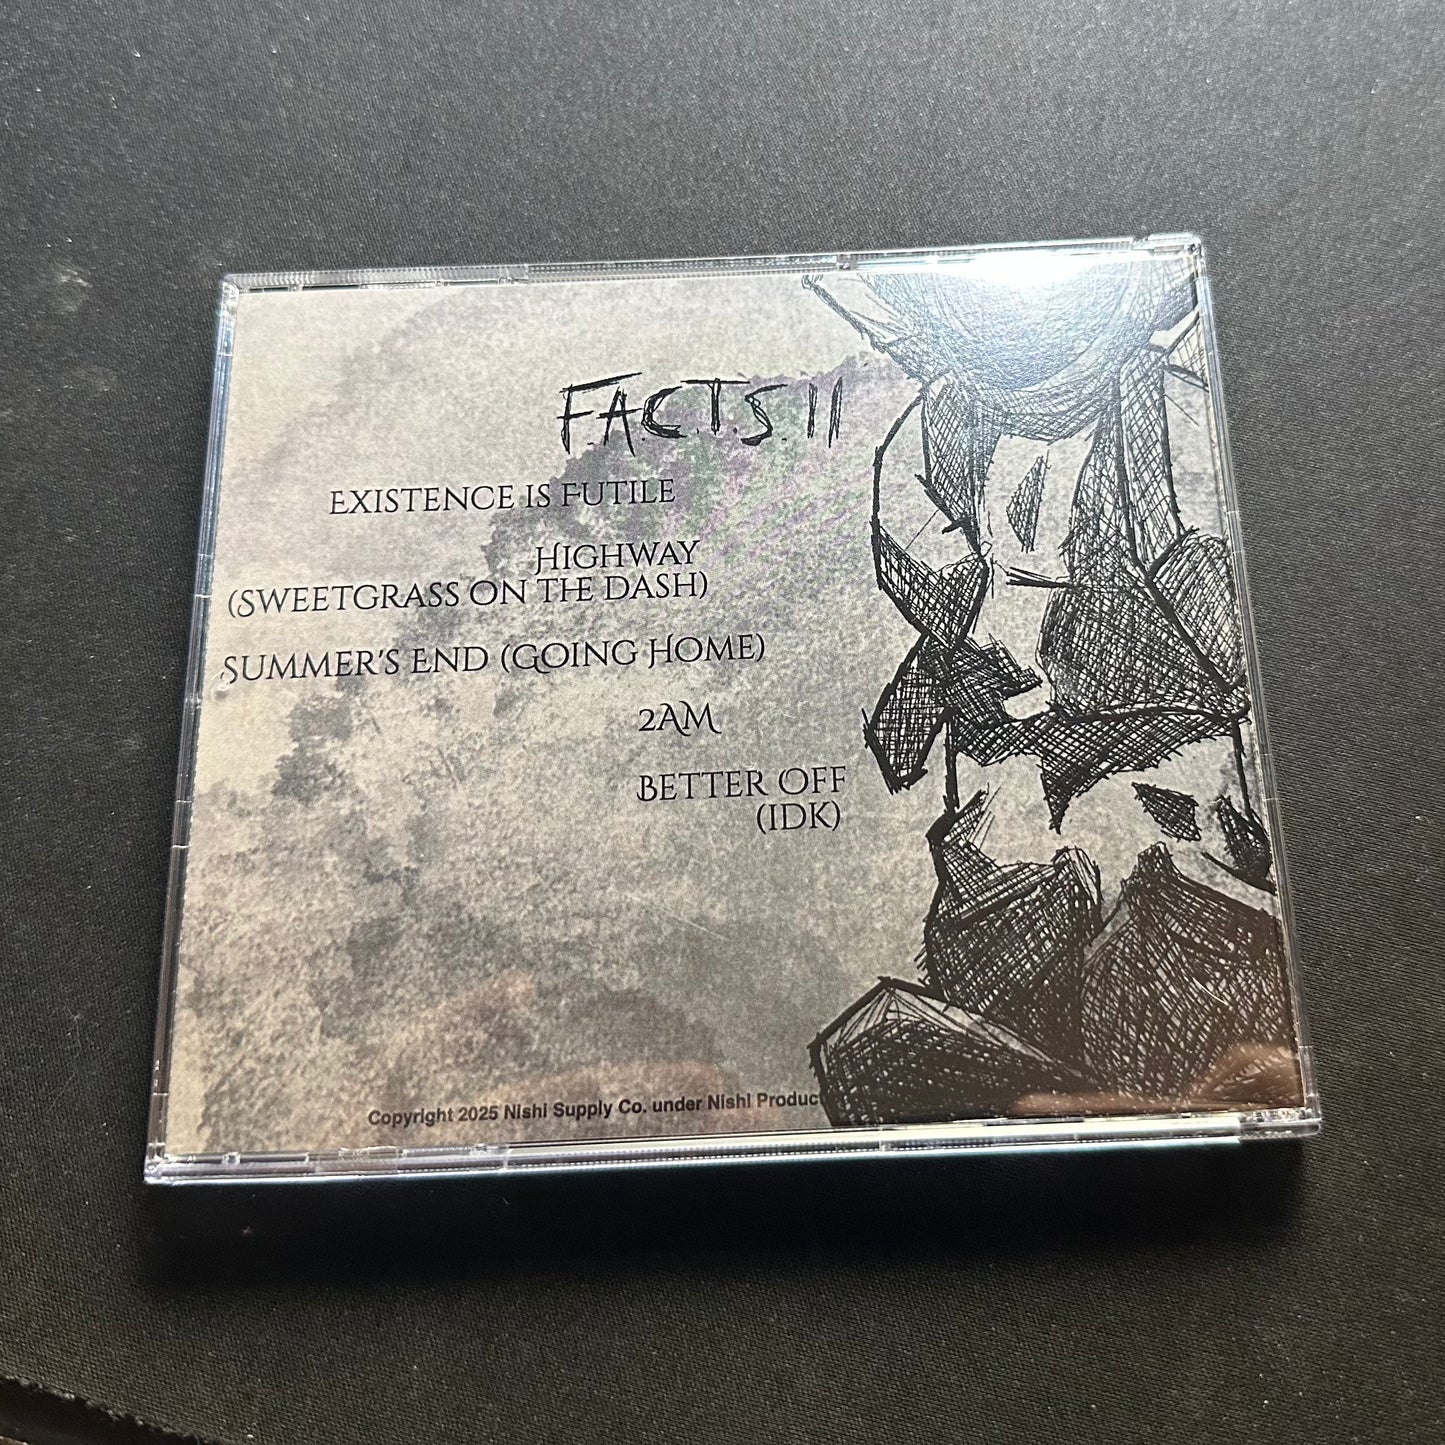 F.A.C.T.S. II
Existence is Futile
Highway
(Sweetgrass on the Dash)
Summer's End (Going Home)
2AM
Better Off
(IDK)
Copyright 2025 Nishi Supply Co. under Nishi Product